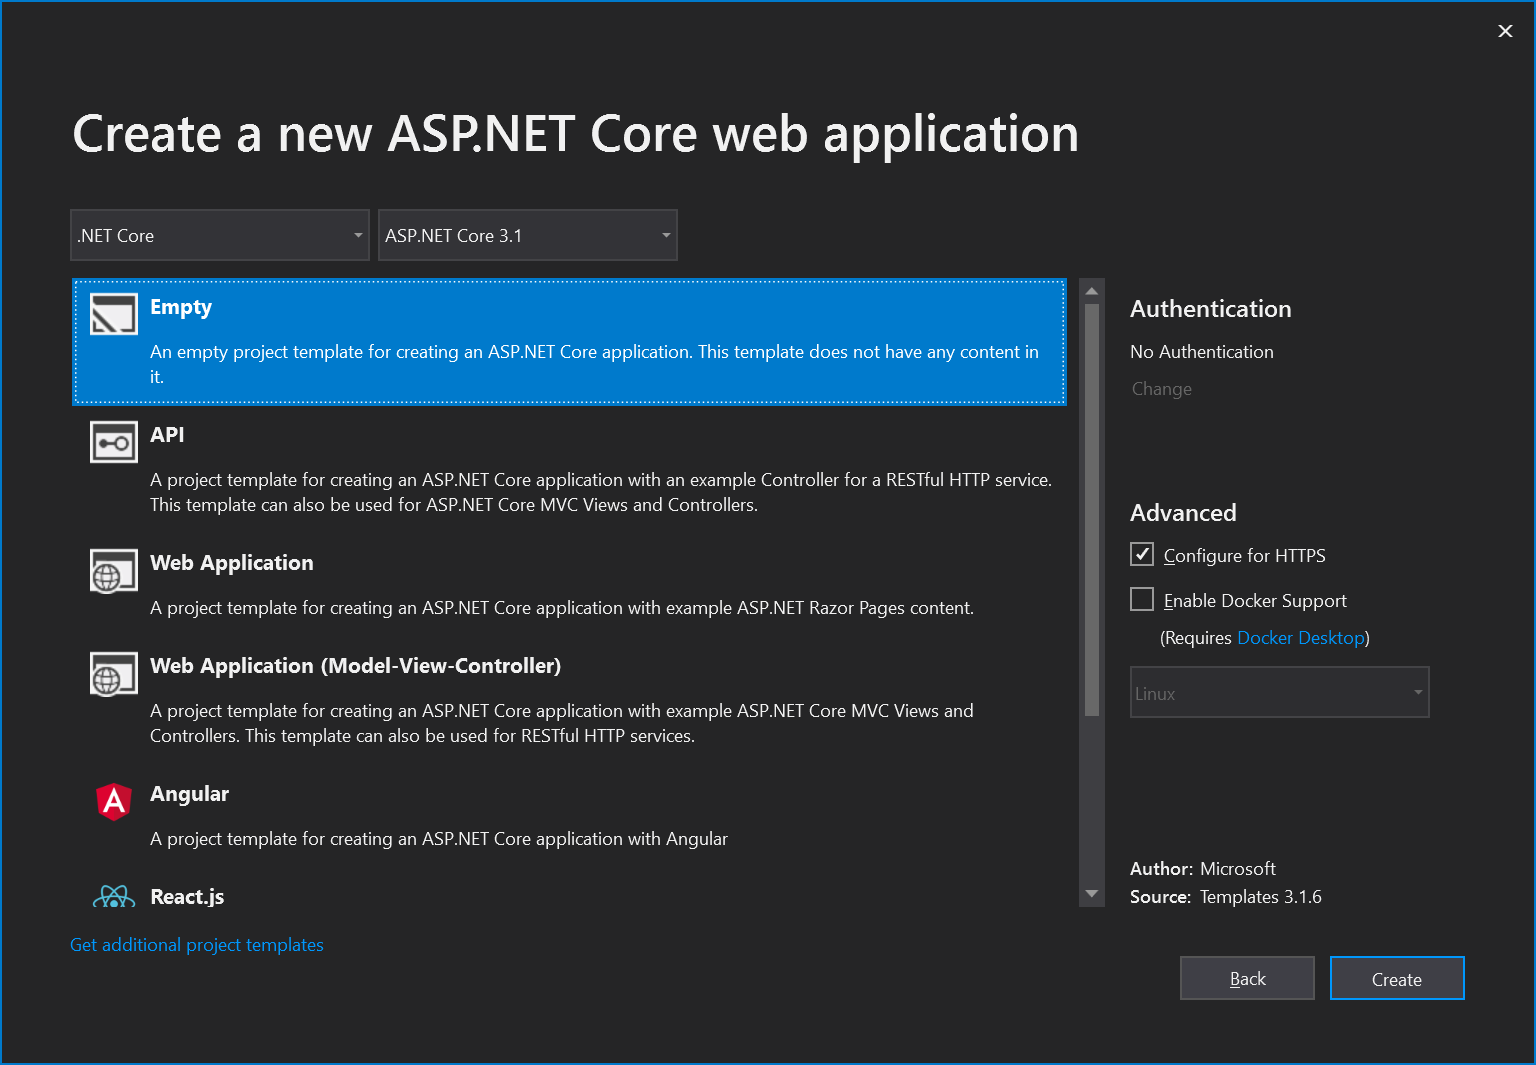 Create a new ASP.NET Core web application
.NET Core
ASP.NET Core 3.1
Empty
An empty project template for creating an ASP.NET Core application. This template does not have any content in
it.
API
A project template for creating an ASP.NET Core application with an example Controller for a RESTful HTTP service.
This template can also be used for ASP.NET Core MVC Views and Controllers.
Web Application
A project template for creating an ASP.NET Core application with example ASP.NET Razor Pages content.
Web Application (Model-View-Controller)
A project template for creating an ASP.NET Core application with example ASP.NET Core MVC Views and
Controllers. This template can also be used for RESTful HTTP services.
Angular
A project template for creating an ASP.NET Core application with Angular
React.js
Get additional project templates
Authentication
No Authentication
Change
Advanced
Configure for HTTPS
Enable Docker Support
(Requires Docker Desktop)
Linux
Author: Microsoft
Source: Templates 3.1.6
Back
Create